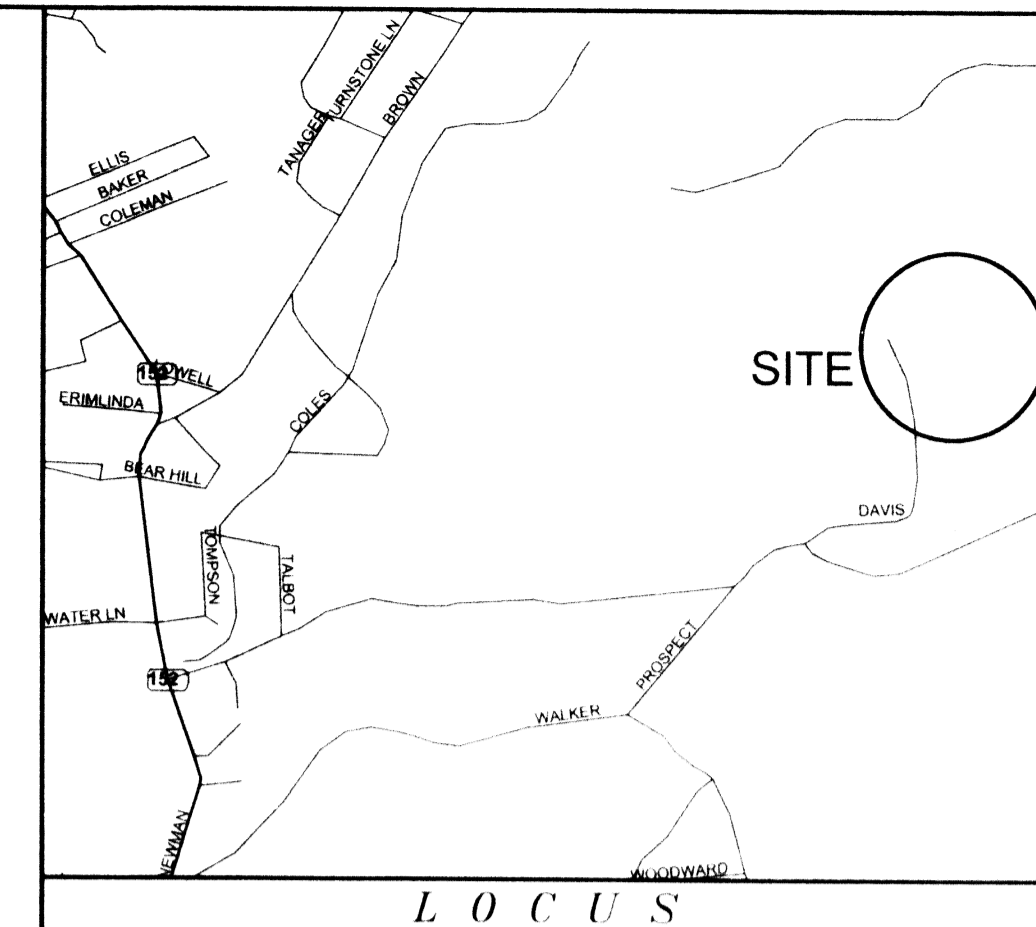 TURNSTONE LN
BROWN
TANAGER
ELLIS
BAKER
COLEMAN
SITE
152
ERIMLINDA
COLES
BEAR HILL
DAVIS
TOMPSON
TALBOT
WATER LN
PROSPECT
152
WALKER
NEWMAN
WOODWARD
LOCUS